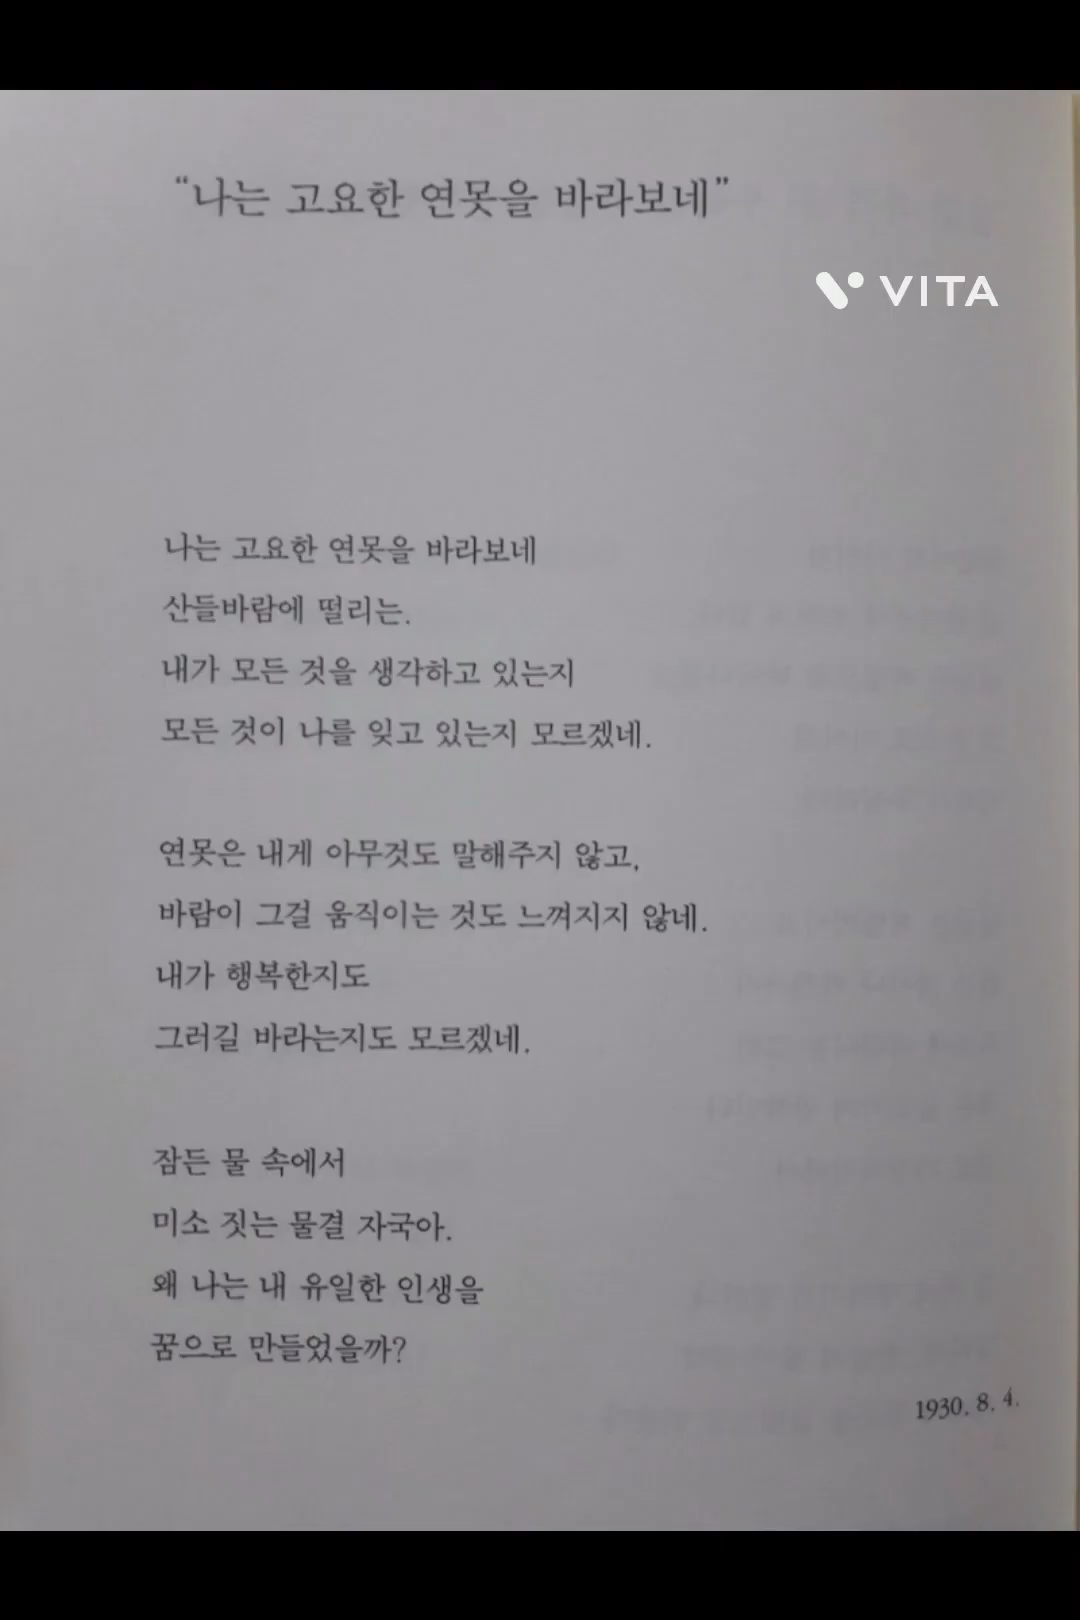 “나는 고요한 연못을 바라보네”
VITA
나는 고요한 연못을 바라보네
산들바람에 떨리는.
내가 모든 것을 생각하고 있는지
모든 것이 나를 잊고 있는지 모르겠네.
연못은 내게 아무것도 말해주지 않고,
바람이 그걸 움직이는 것도 느껴지지 않네.
내가 행복한지도
그러길 바라는지도 모르겠네.
잠든 물 속에서
미소 짓는 물결 자국아.
왜 나는 내 유일한 인생을
꿈으로 만들었을까?
1930. 8. 4.